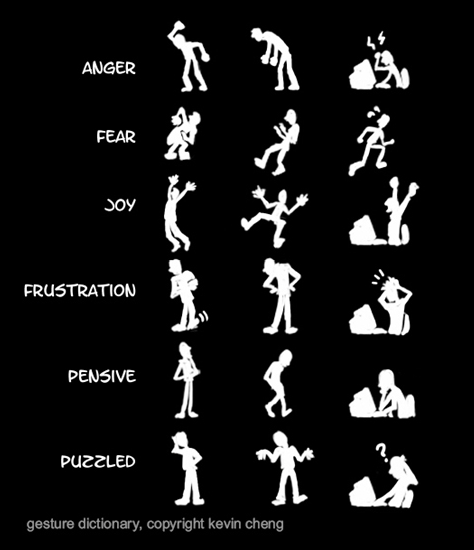 ANGER
FEAR
JOY
FRUSTRATION
PENSIVE
PUZZLED
?
gesture dictionary, copyright kevin cheng